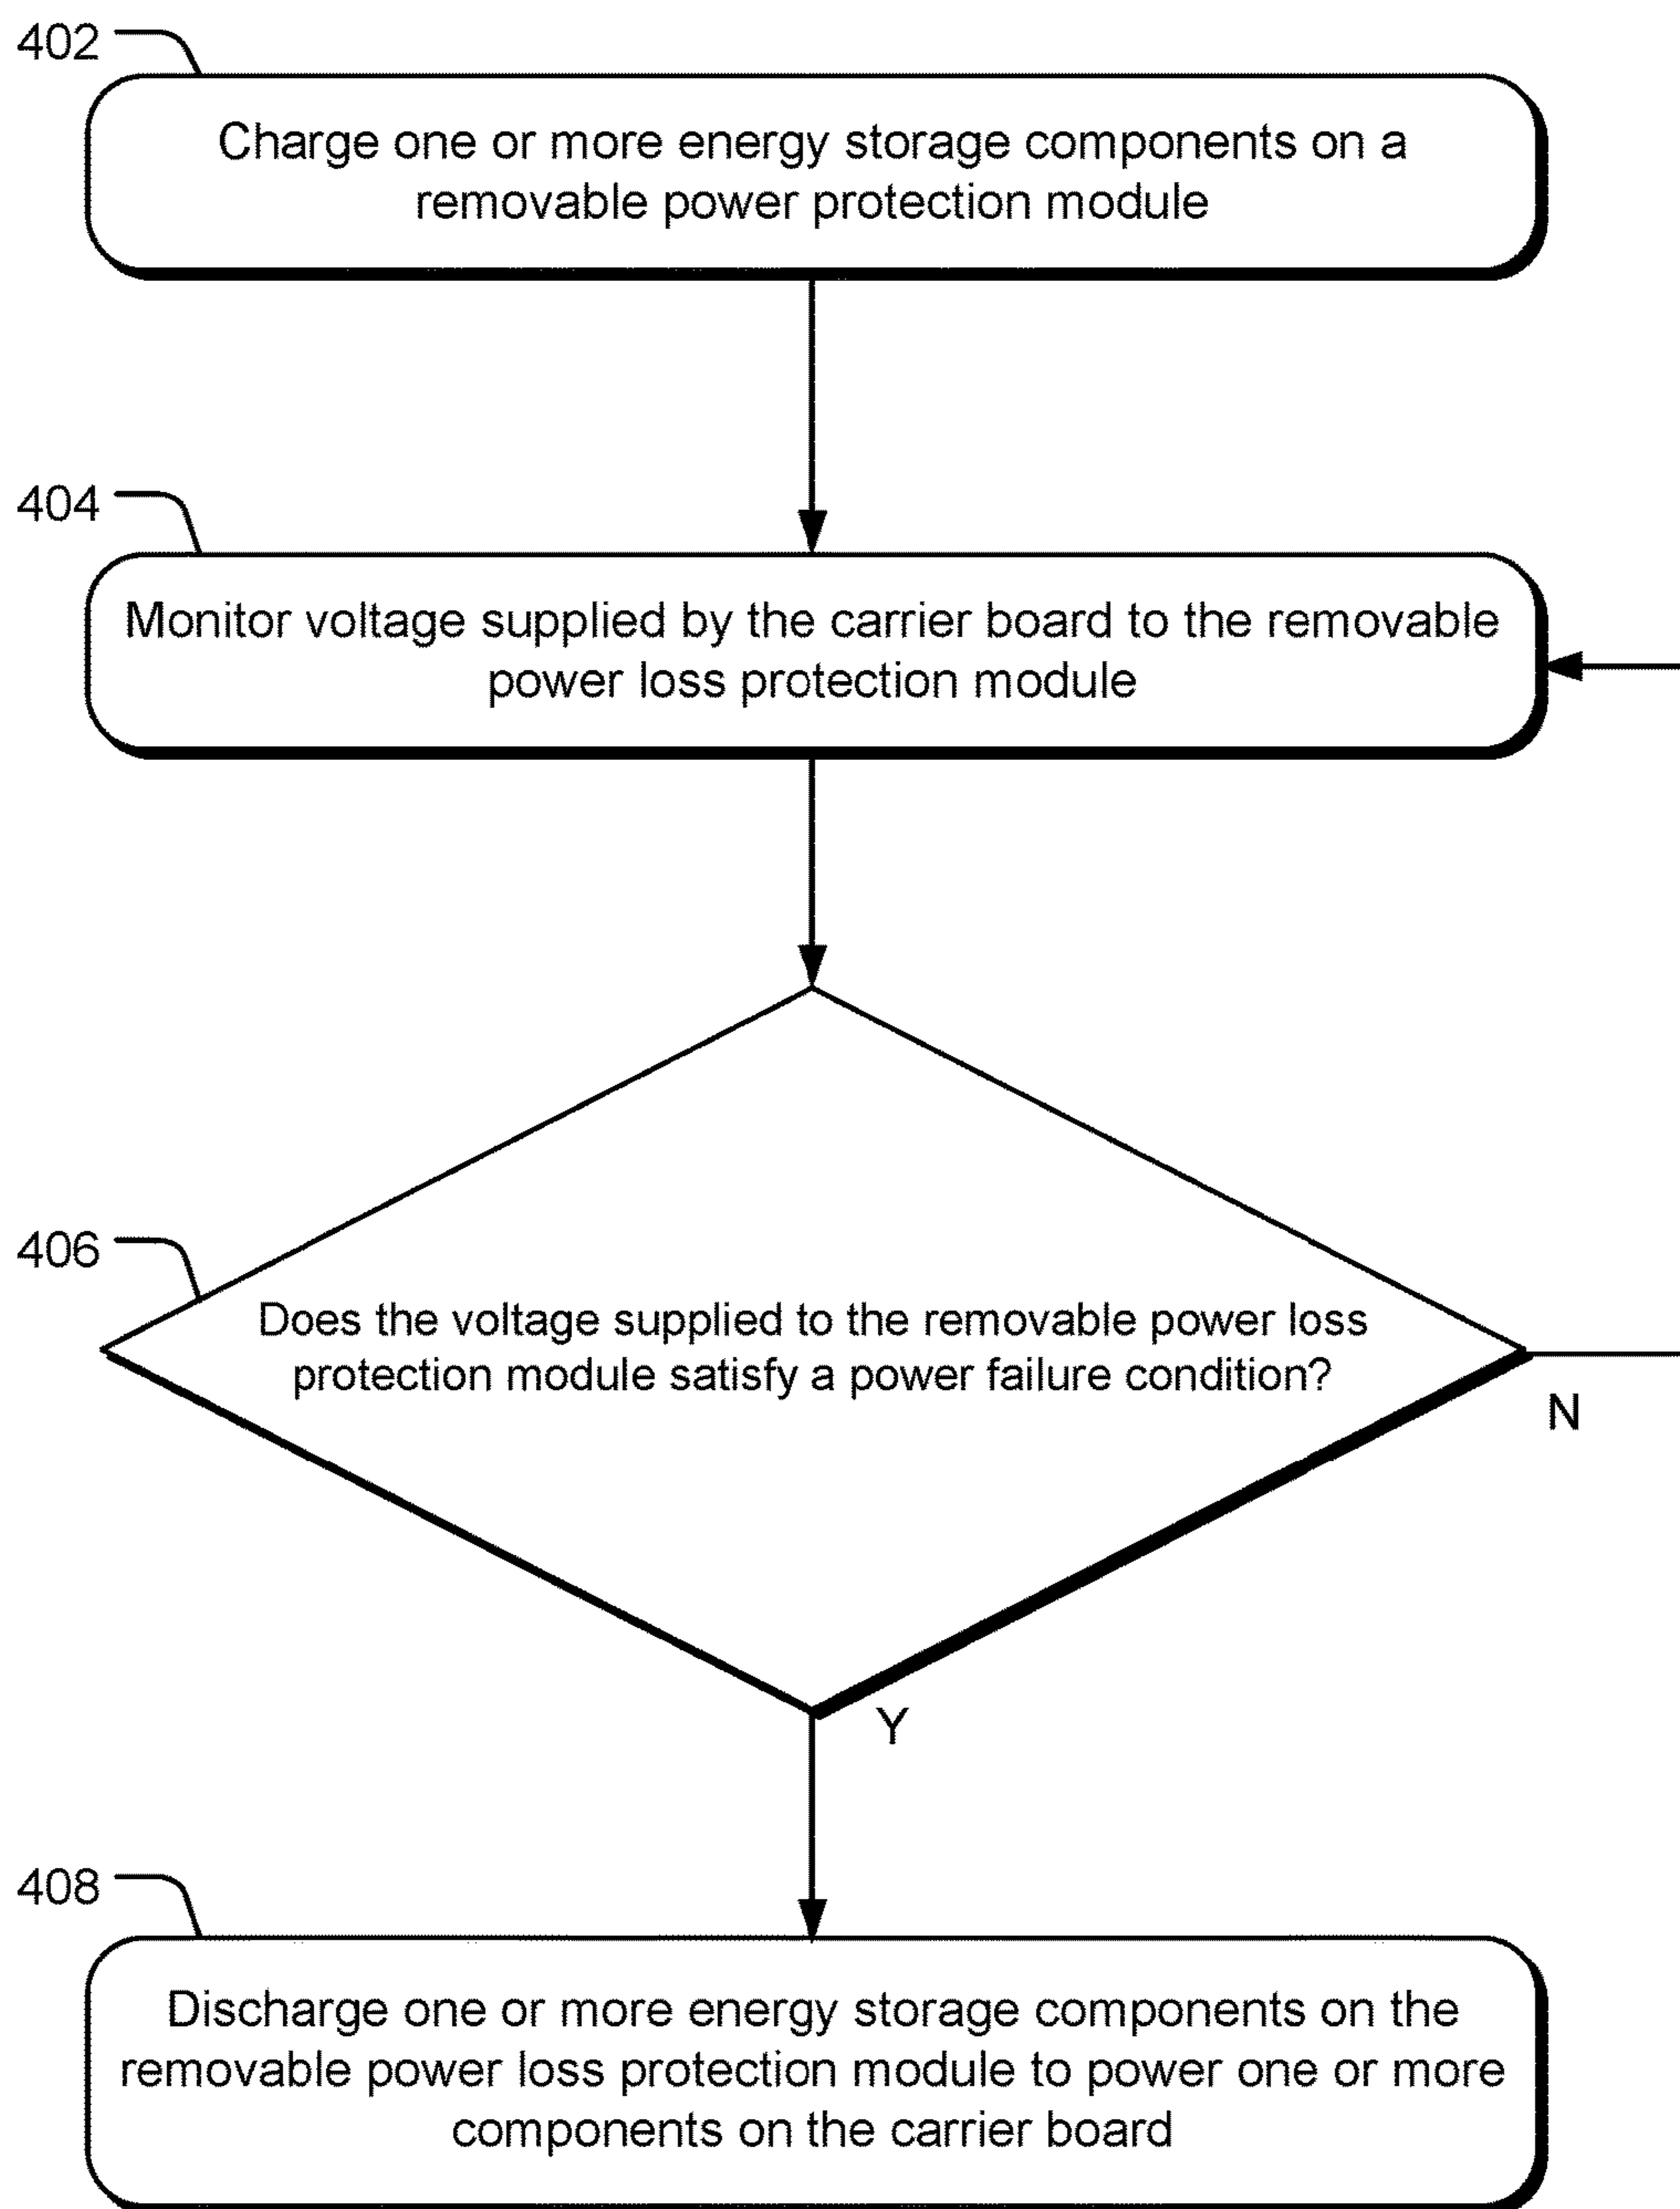 402
Charge one or more energy storage components on a
removable power protection module
404
Monitor voltage supplied by the carrier board to the removable
power loss protection module
406
Does the voltage supplied to the removable power loss
protection module satisfy a power failure condition?
N
Y
408
Discharge one or more energy storage components on the
removable power loss protection module to power one or more
components on the carrier board